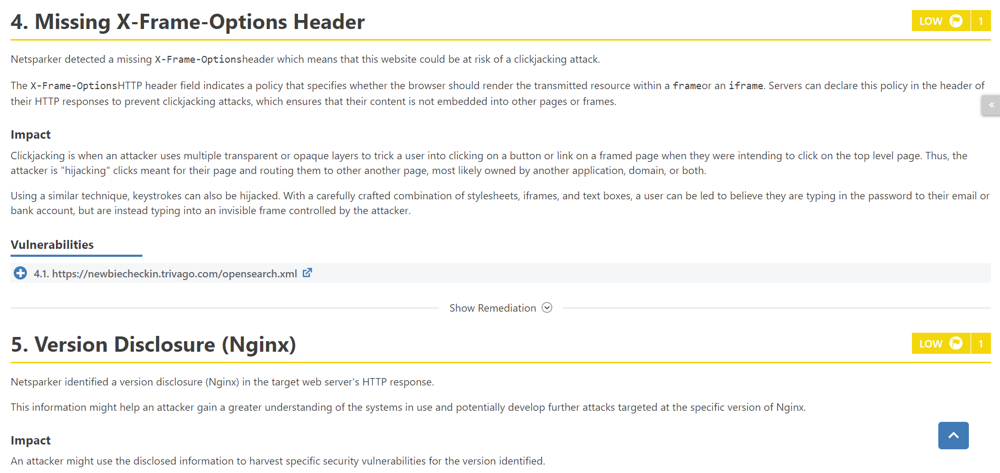 4. Missing X-Frame-Options Header
LOW 1
Netsparker detected a missing X-Frame-Optionsheader which means that this website could be at risk of a clickjacking attack.
The X-Frame-OptionsHTTP header field indicates a policy that specifies whether the browser should render the transmitted resource within a frameor an iframe. Servers can declare this policy in the header of
their HTTP responses to prevent clickjacking attacks, which ensures that their content is not embedded into other pages or frames.
«
Impact
Clickjacking is when an attacker uses multiple transparent or opaque layers to trick a user into clicking on a button or link on a framed page when they were intending to click on the top level page. Thus, the
attacker is "hijacking" clicks meant for their page and routing them to other another page, most likely owned by another application, domain, or both.
Using a similar technique, keystrokes can also be hijacked. With a carefully crafted combination of stylesheets, iframes, and text boxes, a user can be led to believe they are typing in the password to their email or
bank account, but are instead typing into an invisible frame controlled by the attacker.
Vulnerabilities
4.1. https://newbiecheckin.trivago.com/opensearch.xml
Show Remediation
5. Version Disclosure (Nginx)
LOW 1
Netsparker identified a version disclosure (Nginx) in the target web server's HTTP response.
This information might help an attacker gain a greater understanding of the systems in use and potentially develop further attacks targeted at the specific version of Nginx.
Impact
An attacker might use the disclosed information to harvest specific security vulnerabilities for the version identified.